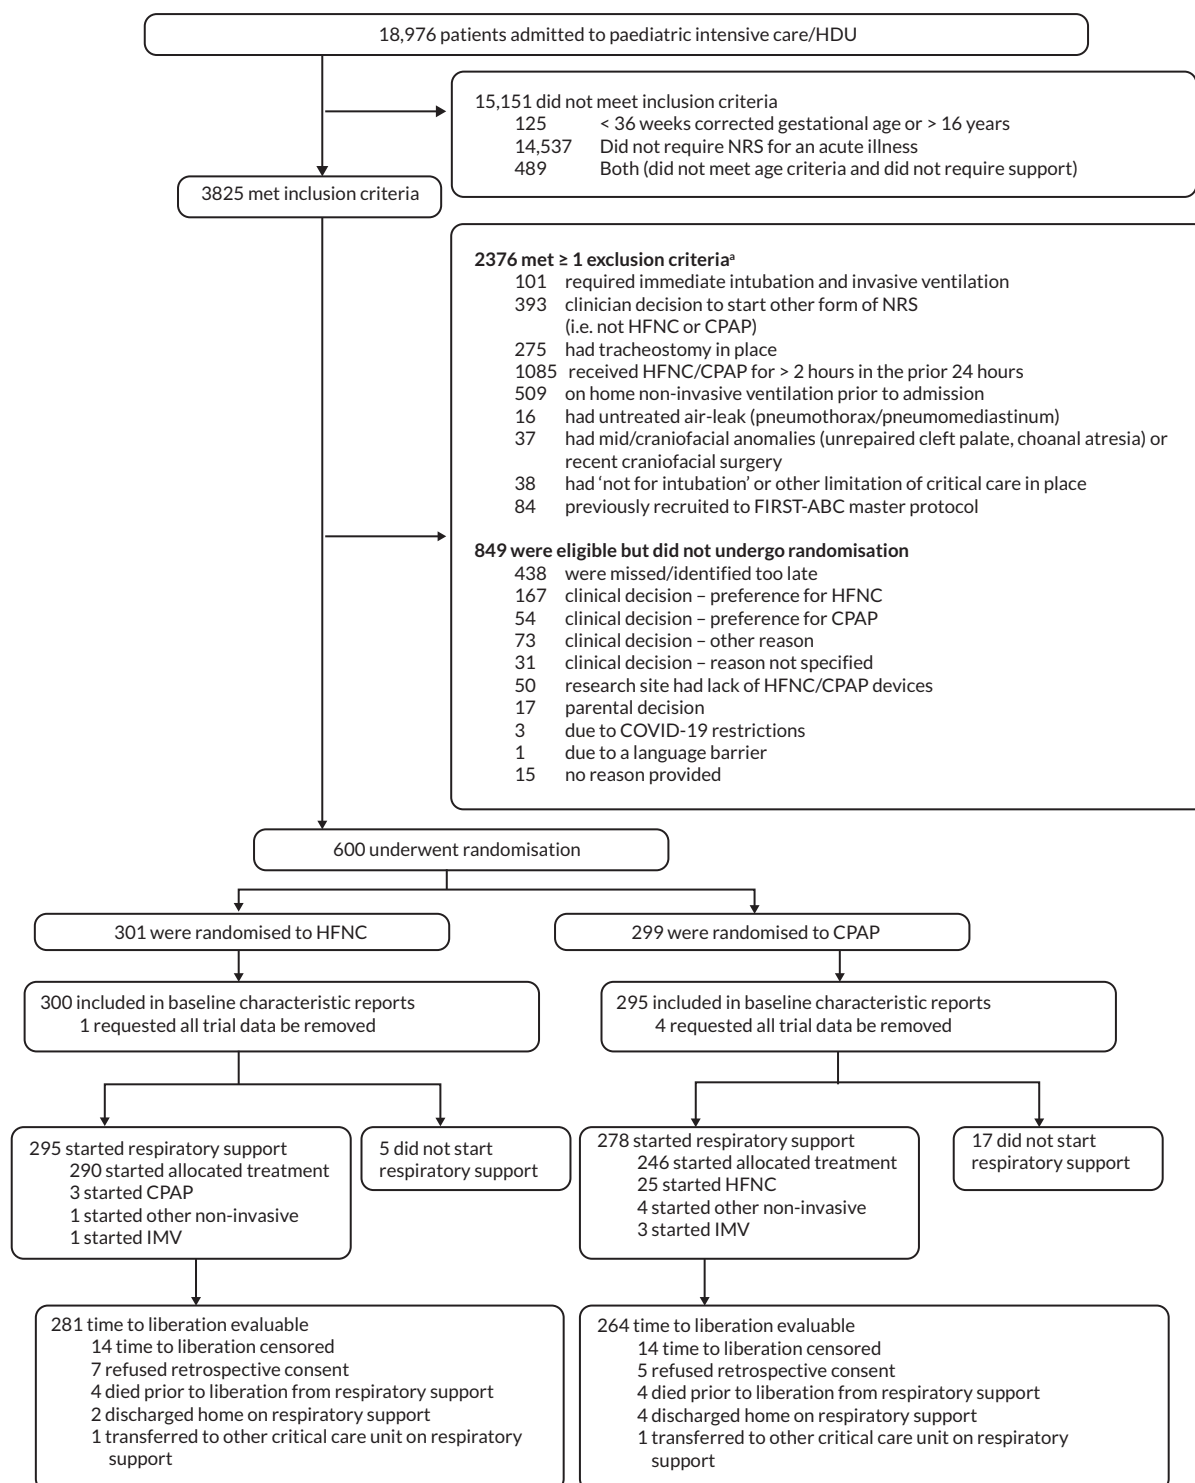 18,976 patients admitted to paediatric intensive care/HDU
15,151 did not meet inclusion criteria
125 < 36 weeks corrected gestational age or > 16 years
14,537 Did not require NRS for an acute illness
489 Both (did not meet age criteria and did not require support)
3825 met inclusion criteria
2376 met ≥ 1 exclusion criteriaᵃ
101 required immediate intubation and invasive ventilation
393 clinician decision to start other form of NRS
(i.e. not HFNC or CPAP)
275 had tracheostomy in place
1085 received HFNC/CPAP for > 2 hours in the prior 24 hours
509 on home non-invasive ventilation prior to admission
16 had untreated air-leak (pneumothorax/pneumomediastinum)
37 had mid/craniofacial anomalies (unrepaired cleft palate, choanal atresia) or
recent craniofacial surgery
38 had ‘not for intubation’ or other limitation of critical care in place
84 previously recruited to FIRST-ABC master protocol
849 were eligible but did not undergo randomisation
438 were missed/identified too late
167 clinical decision – preference for HFNC
54 clinical decision – preference for CPAP
73 clinical decision – other reason
31 clinical decision – reason not specified
50 research site had lack of HFNC/CPAP devices
17 parental decision
3 due to COVID-19 restrictions
1 due to a language barrier
15 no reason provided
600 underwent randomisation
301 were randomised to HFNC
299 were randomised to CPAP
300 included in baseline characteristic reports
1 requested all trial data be removed
295 included in baseline characteristic reports
4 requested all trial data be removed
295 started respiratory support
290 started allocated treatment
3 started CPAP
1 started other non-invasive
1 started IMV
5 did not start
respiratory support
278 started respiratory support
246 started allocated treatment
25 started HFNC
4 started other non-invasive
3 started IMV
17 did not start
respiratory support
281 time to liberation evaluable
14 time to liberation censored
7 refused retrospective consent
4 died prior to liberation from respiratory support
2 discharged home on respiratory support
1 transferred to other critical care unit on respiratory
support
264 time to liberation evaluable
14 time to liberation censored
5 refused retrospective consent
4 died prior to liberation from respiratory support
4 discharged home on respiratory support
1 transferred to other critical care unit on respiratory
support